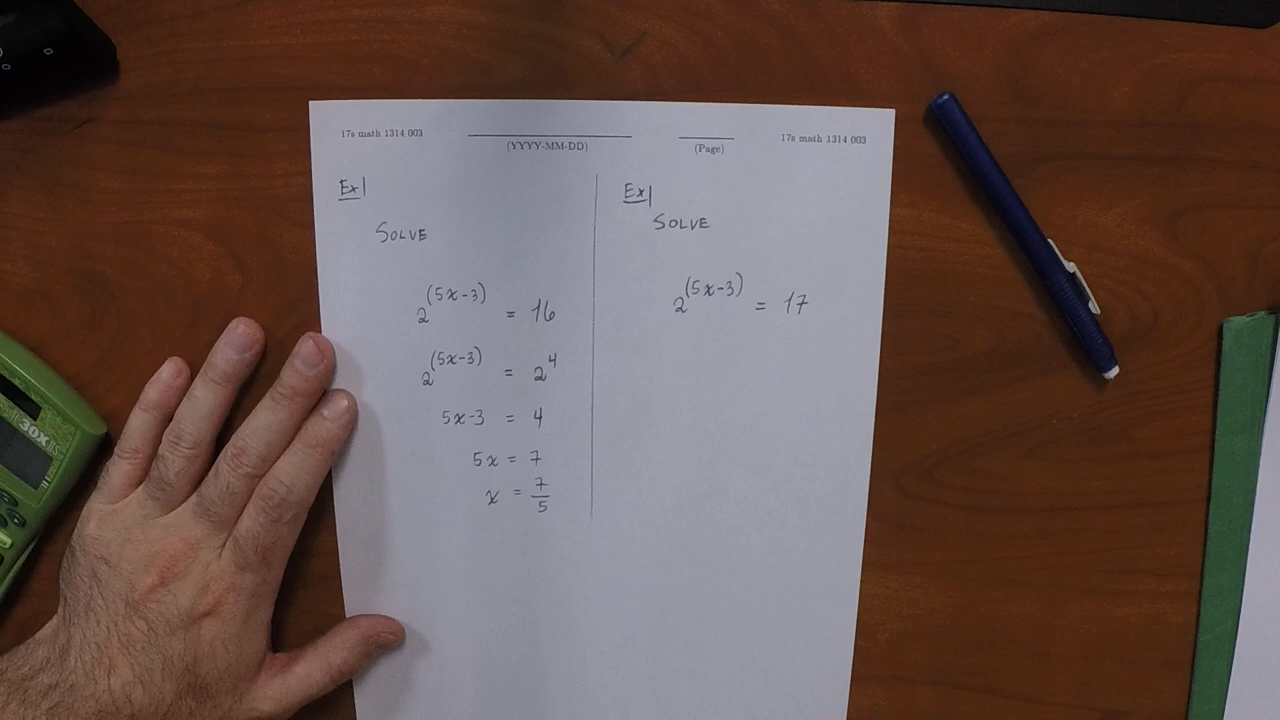 17s math 1314 003
(YYYY-MM-DD)
(Page)
17s math 1314 003
Ex1
SOLVE
2^(5x-3) = 16
2^(5x-3) = 2^4
5x-3 = 4
5x = 7
x = 7/5
Ex1
SOLVE
2^(5x-3) = 17
30X